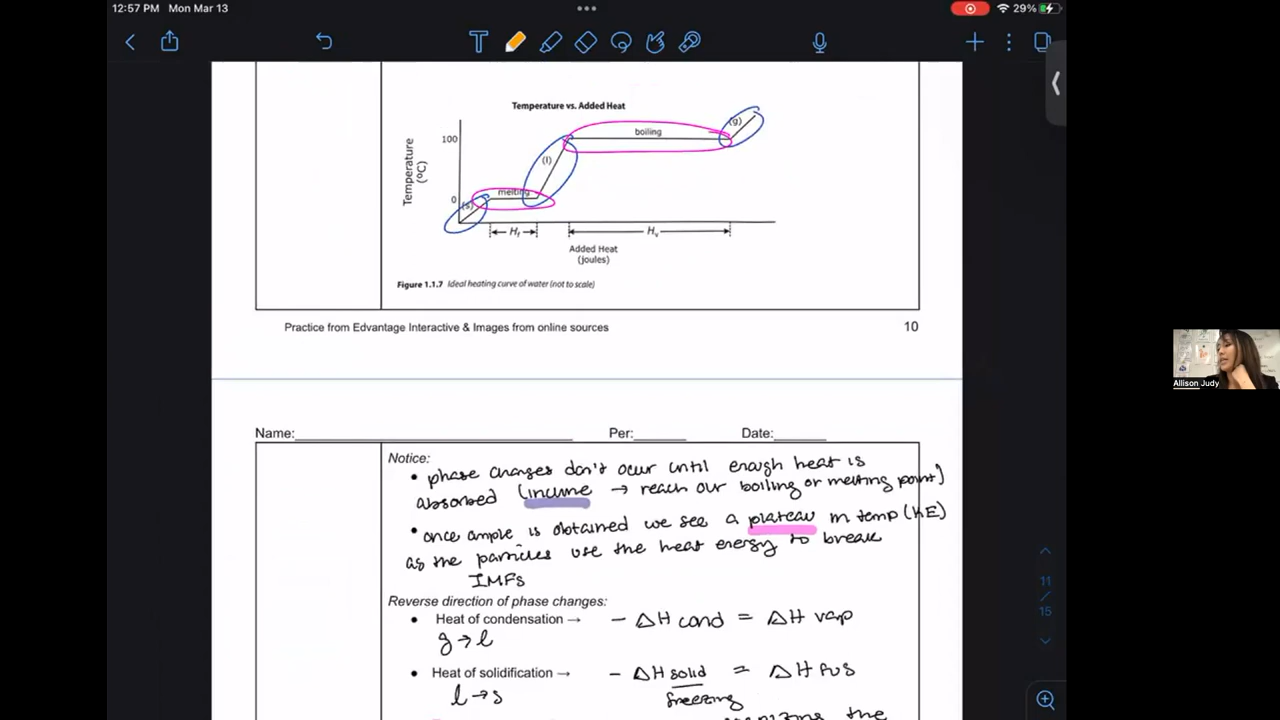 12:57 PM Mon Mar 13
29%
Temperature vs. Added Heat
Temperature
(°C)
100
0
(s)
melting
(l)
boiling
(g)
Hf
Hv
Added Heat
(joules)
Figure 1.1.7 Ideal heating curve of water (not to scale)
Practice from Edvantage Interactive & Images from online sources
10
Name:
Per:
Date:
Notice:
• phase changes don't occur until enough heat is
absorbed (incline → reach our boiling or melting point)
• once ample is obtained we see a plateau in temp (KE)
as the particles use the heat energy to break
IMFs
Reverse direction of phase changes:
• Heat of condensation → - ΔH cond = ΔH vap
g → l
• Heat of solidification → - ΔH solid = ΔH fus
l → s freezing
the
11
/
15
Allison Judy